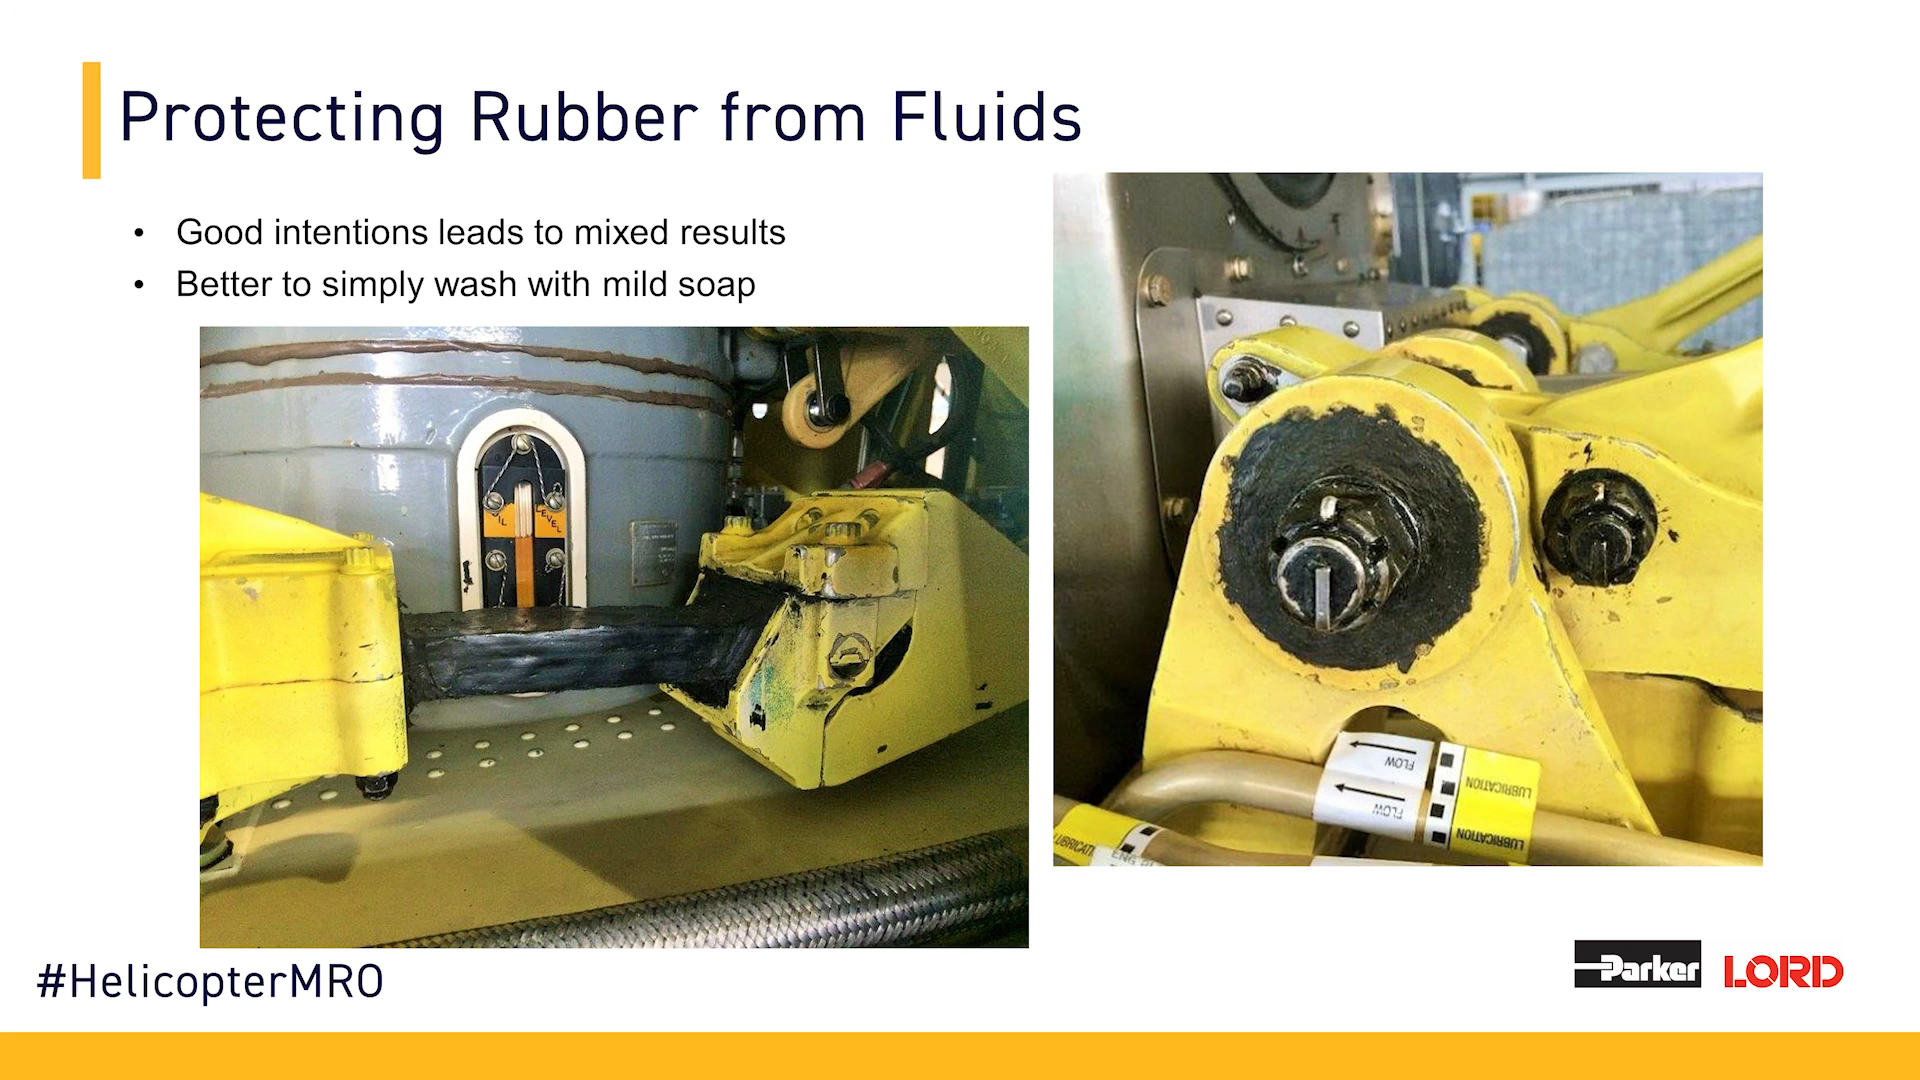 Protecting Rubber from Fluids
• Good intentions leads to mixed results
• Better to simply wash with mild soap
OIL LEVEL
FLOW
FLOW
LUBRICATION
LUBRICATION
#HelicopterMRO
Parker LORD